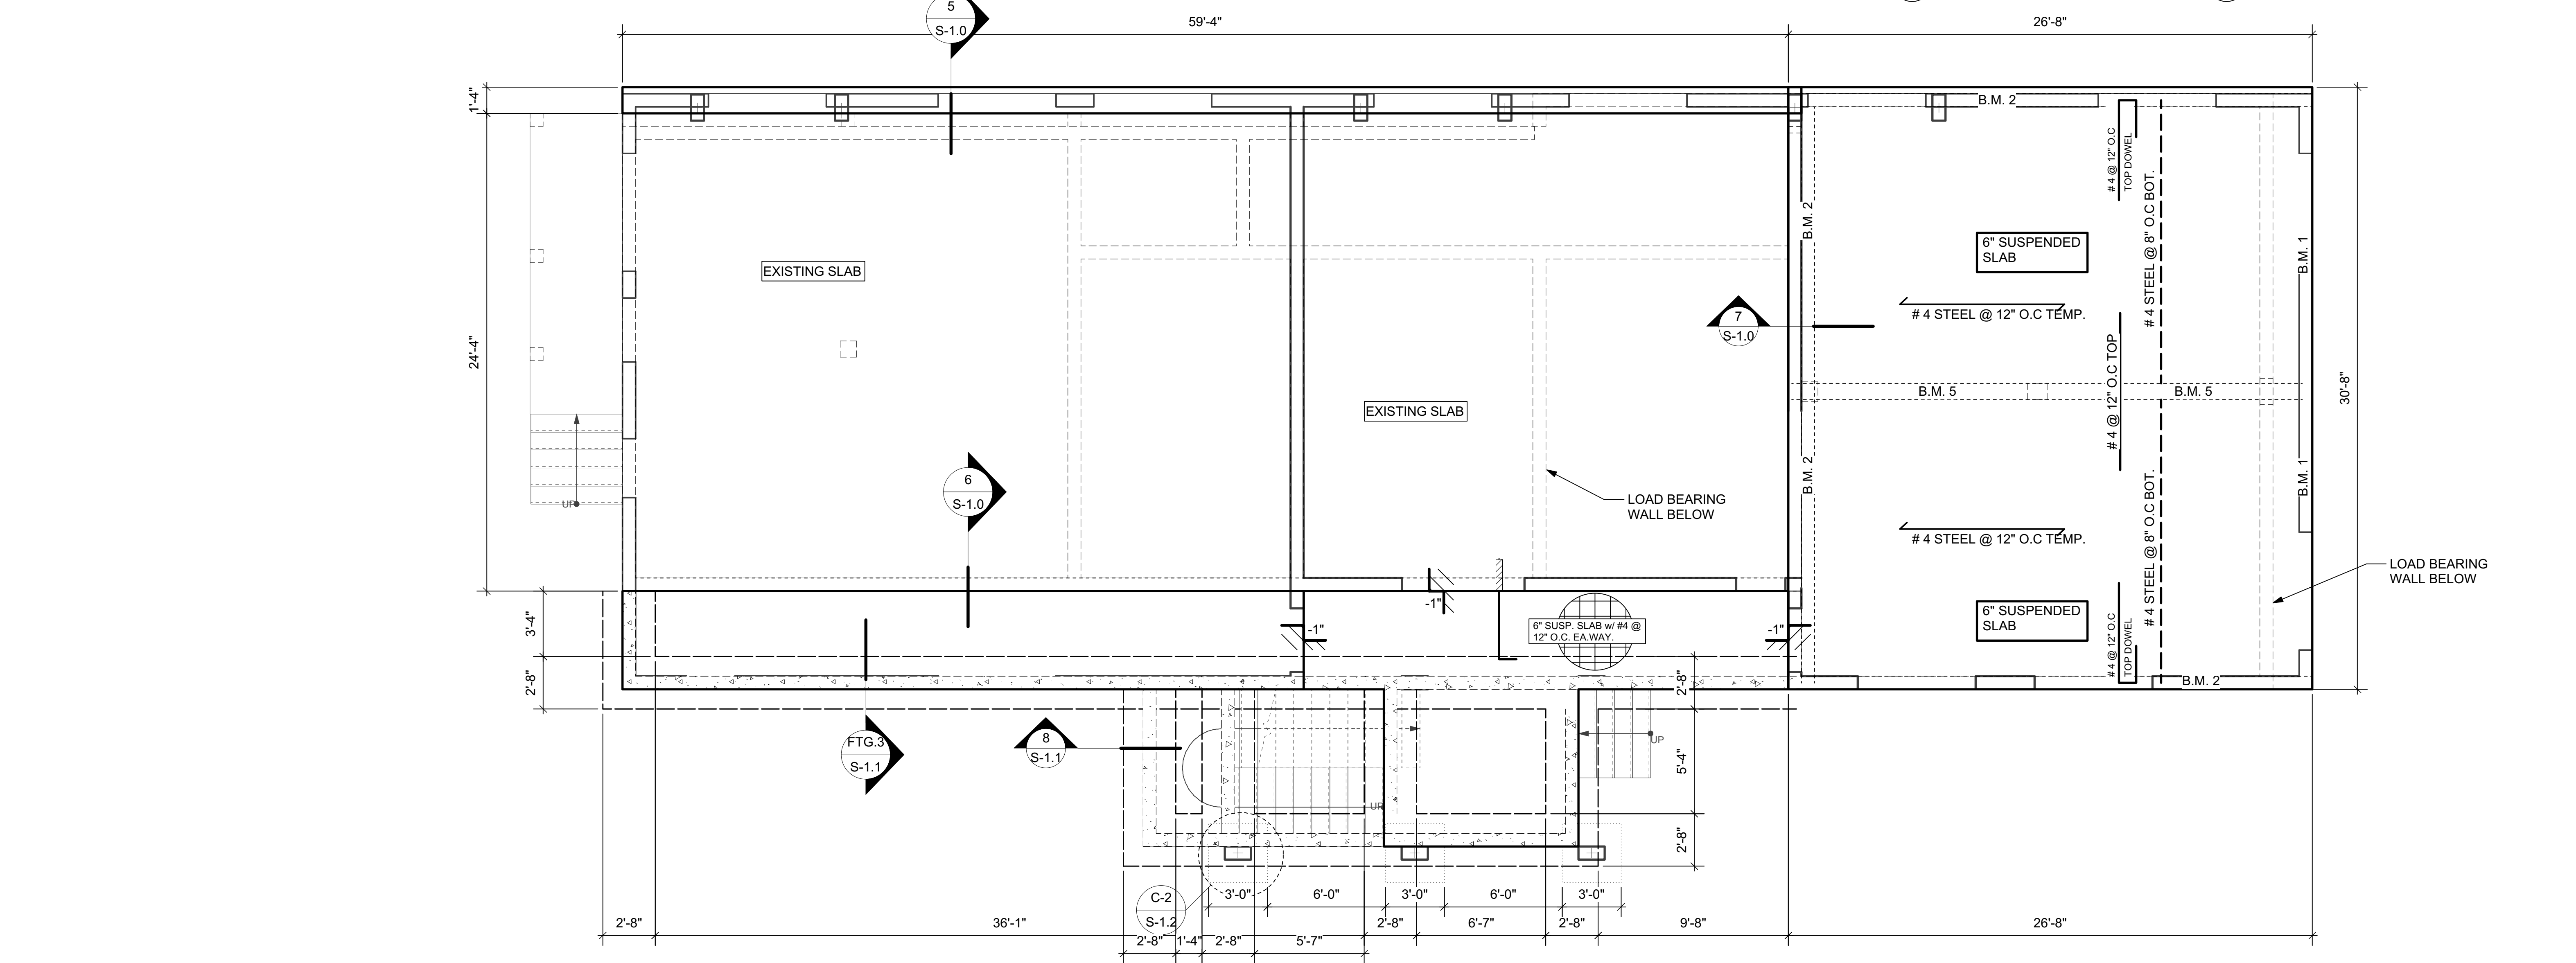 5
S-1.0
59'-4"
26'-8"
1'-4"
B.M. 2
# 4 @ 12" O.C
TOP DOWEL
# 4 STEEL @ 8" O.C BOT.
B.M. 2
B.M. 1
6" SUSPENDED
SLAB
EXISTING SLAB
# 4 STEEL @ 12" O.C TEMP.
7
S-1.0
24'-4"
# 4 @ 12" O.C TOP
30'-8"
B.M. 5
B.M. 5
EXISTING SLAB
6
S-1.0
B.M. 2
B.M. 1
LOAD BEARING
WALL BELOW
UP
# 4 STEEL @ 12" O.C TEMP.
# 4 STEEL @ 8" O.C BOT.
LOAD BEARING
WALL BELOW
-1"
3'-4"
-1"
6" SUSP. SLAB w/ #4 @
12" O.C. EA.WAY.
-1"
6" SUSPENDED
SLAB
# 4 @ 12" O.C
TOP DOWEL
2'-8"
2'-8"
B.M. 2
FTG.3
S-1.1
8
S-1.1
UP
5'-4"
UP
2'-8"
C-2
S-1.2
3'-0"
6'-0"
3'-0"
6'-0"
3'-0"
2'-8"
36'-1"
2'-8"
6'-7"
2'-8"
9'-8"
26'-8"
2'-8"
1'-4"
2'-8"
5'-7"